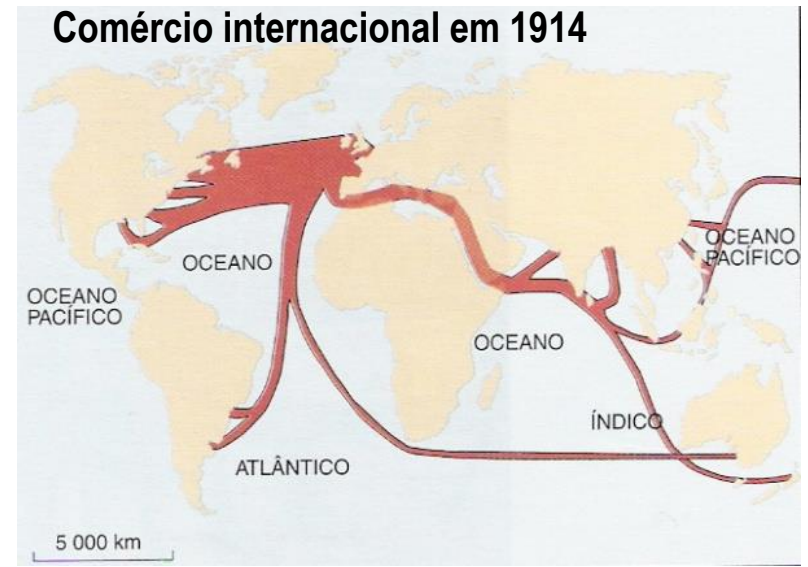 Comércio internacional em 1914
OCEANO
PACÍFICO
OCEANO
ATLÂNTICO
OCEANO
ÍNDICO
OCEANO
PACÍFICO
5 000 km